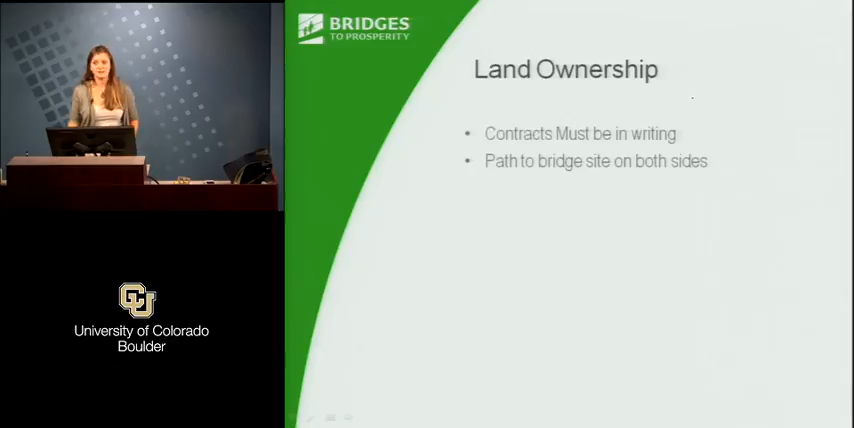 BRIDGES
TO PROSPERITY
Land Ownership
• Contracts Must be in writing
• Path to bridge site on both sides
CU
University of Colorado
Boulder